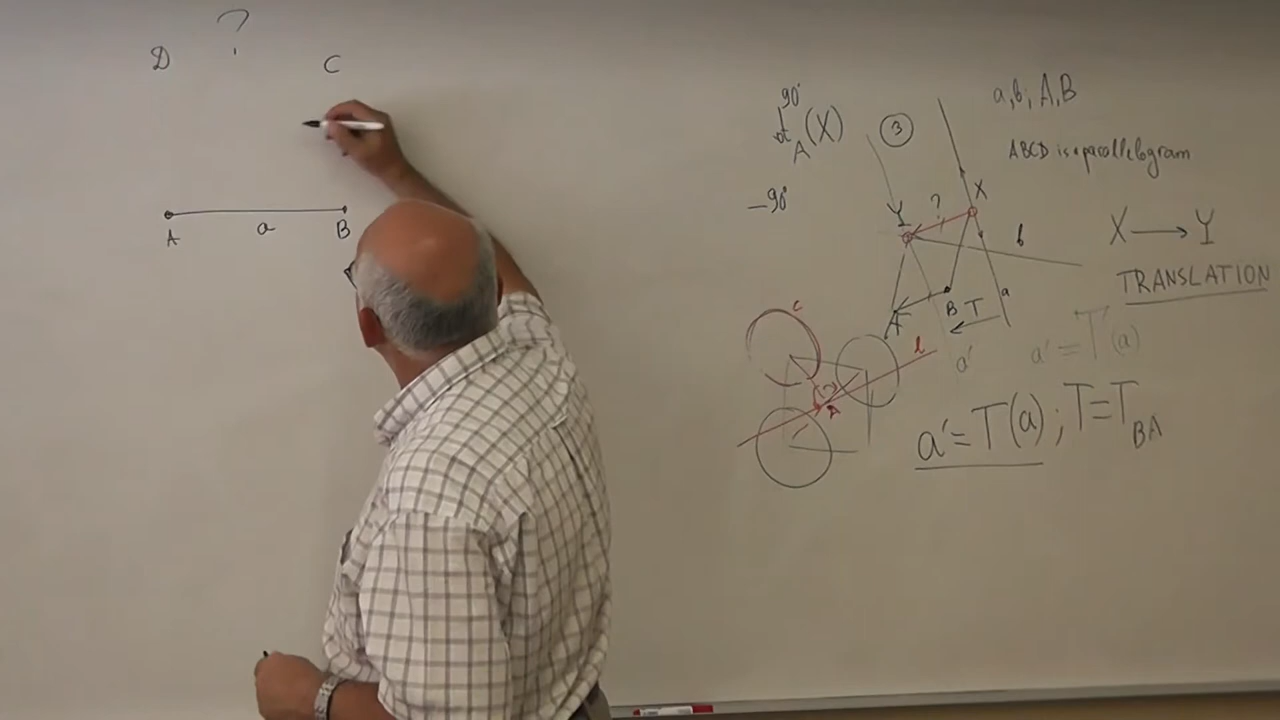 ?
D C
A a B
90°
A (X)
-90°
3
a,b; A,B
ABCD is a parallelogram
X
Y ?
b
X → Y
TRANSLATION
A B T a
a'
a' = T(a)
c
l
A
a' = T(a) ; T = T BA